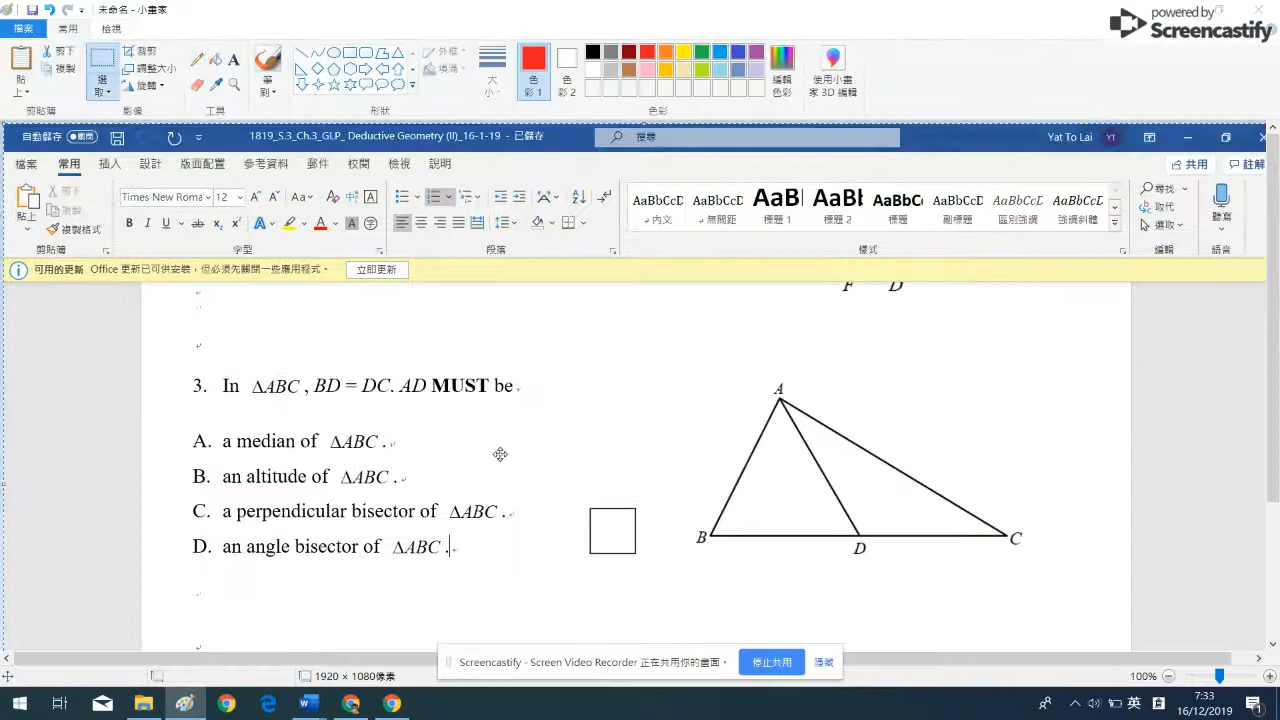 未命名 - 小畫家
powered by
Screencastify
檔案 常用 檢視
貼上 剪下 複製 選取 裁剪 調整大小 旋轉 A 筆刷 外框 填滿 大小 色彩 1 色彩 2 編輯色彩 使用小畫家 3D 編輯
剪貼簿 影像 工具 形狀 色彩
自動儲存 1819_S.3_Ch.3_GLP_ Deductive Geometry (II)_16-1-19 - 已儲存 搜尋 Yat To Lai YT
檔案 常用 插入 設計 版面配置 參考資料 郵件 校閱 檢視 說明 共用 註解
貼上 剪下 複製 複製格式 Times New Roma 12 Aa B I U
AaBbCcD AaBbCcD AaBl AaBb AaBbC AaBbCcD AaBbCcD AaBbCcD
內文 無間距 標題 1 標題 2 標題 副標題 區別強調 強調斜體
尋找 取代 選取 聽寫
剪貼簿 字型 段落 樣式 編輯 語音
可用的更新 Office 更新已可供安裝，但必須先關閉一些應用程式。 立即更新
F D
3. In ΔABC , BD = DC. AD MUST be
A. a median of ΔABC .
B. an altitude of ΔABC .
C. a perpendicular bisector of ΔABC .
D. an angle bisector of ΔABC .
A
B
D
C
Screencastify - Screen Video Recorder 正在共用你的畫面。 停止共用 隱藏
1920 × 1080像素 100%
英 7:33
16/12/2019